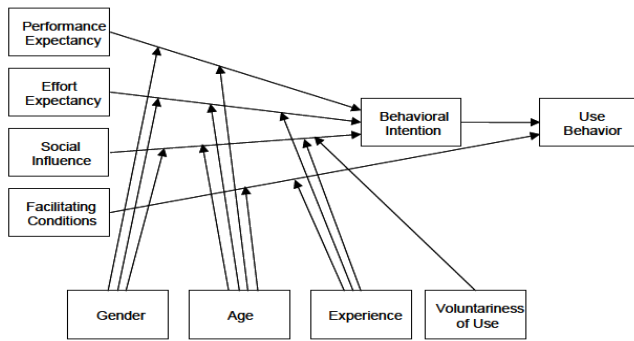 Performance
Expectancy
Effort
Expectancy
Social
Influence
Facilitating
Conditions
Behavioral
Intention
Use
Behavior
Gender
Age
Experience
Voluntariness
of Use